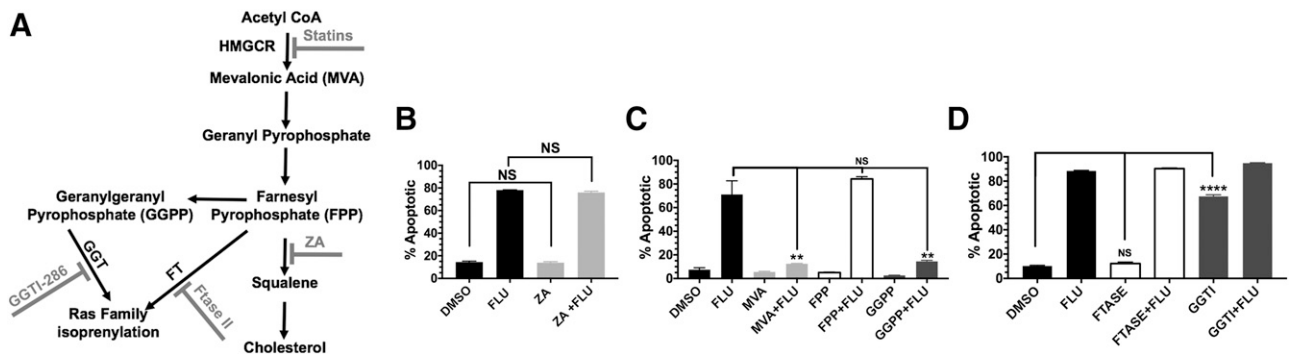 A
Acetyl CoA
HMGCR
Statins
Mevalonic Acid (MVA)
Geranyl Pyrophosphate
Geranylgeranyl
Pyrophosphate (GGPP)
Farnesyl
Pyrophosphate (FPP)
GGT
FT
ZA
GGTI-286
Ftase II
Squalene
Ras Family
isoprenylation
Cholesterol
B
NS
NS
% Apoptotic
100
80
60
40
20
0
DMSO
FLU
ZA
ZA +FLU
C
NS
% Apoptotic
100
80
60
40
20
0
**
**
DMSO
FLU
MVA
MVA+FLU
FPP
FPP+FLU
GGPP
GGPP+FLU
D
% Apoptotic
100
80
60
40
20
0
NS
****
DMSO
FLU
FTASE
FTASE+FLU
GGTI
GGTI+FLU